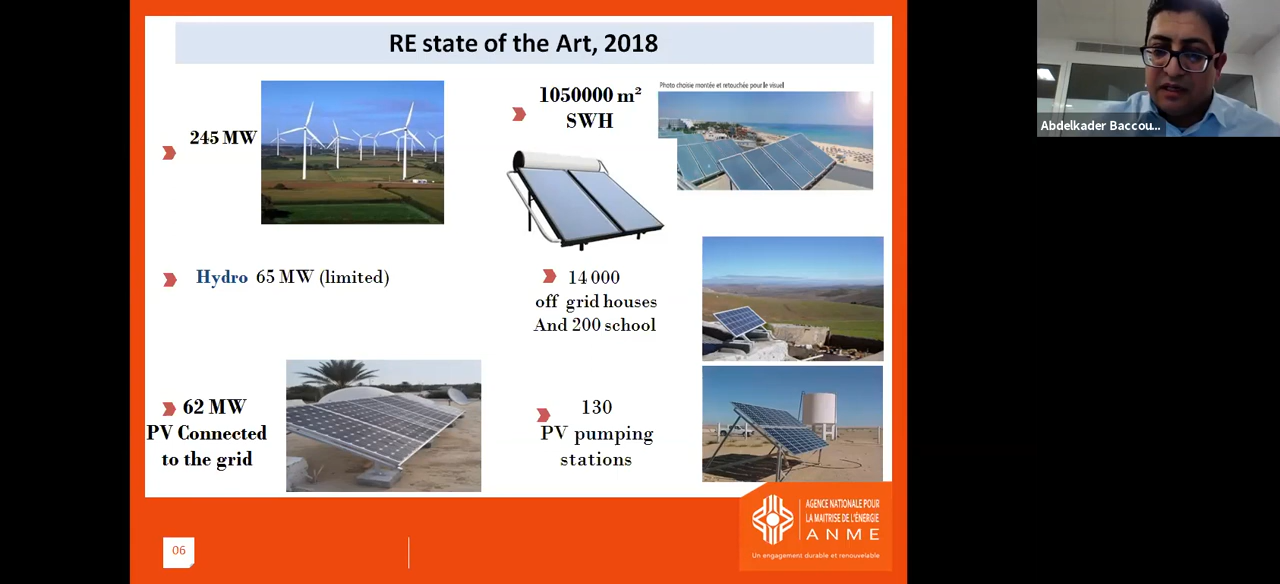 RE state of the Art, 2018
245 MW
1050000 m²
SWH
Photo choisie montée et retouchée pour le visuel
Hydro 65 MW (limited)
14 000
off grid houses
And 200 school
62 MW
PV Connected
to the grid
130
PV pumping
stations
06
AGENCE NATIONALE POUR
LA MAITRISE DE L'ÉNERGIE
ANME
Un engagement durable et renouvelable
Abdelkader Baccou...